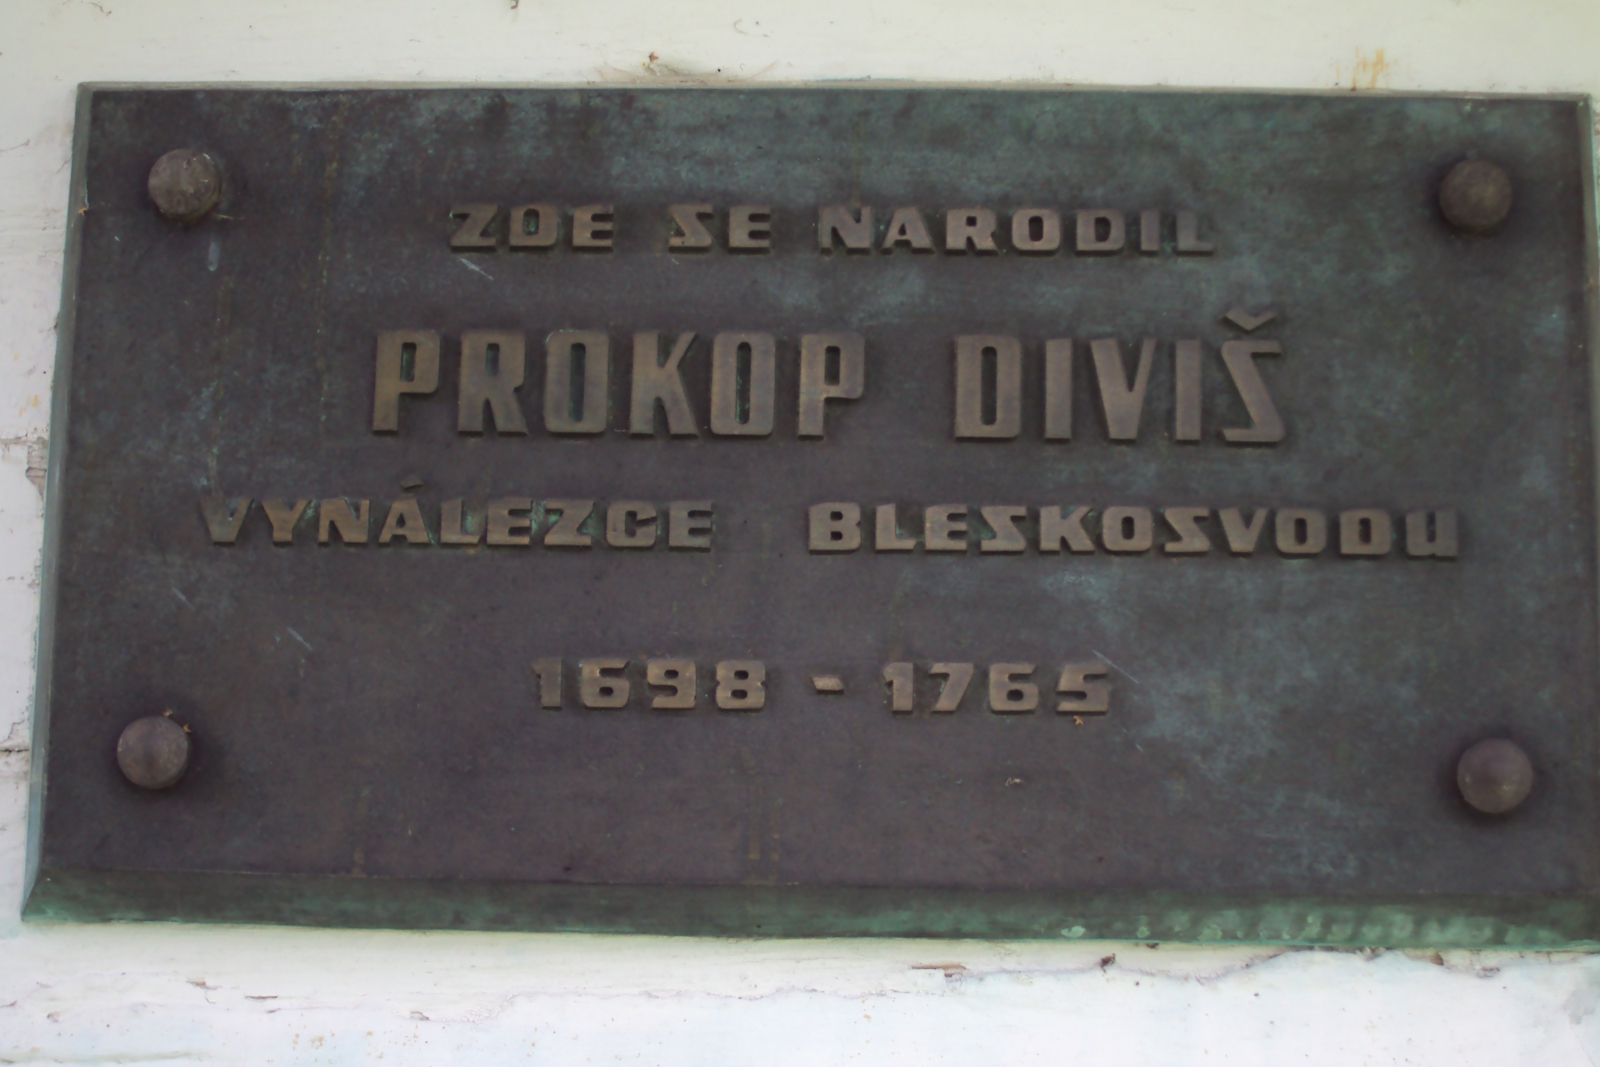 ZDE SE NARODIL
PROKOP DIVIŠ
VYNÁLEZCE BLESKOSVODU
1698 - 1765